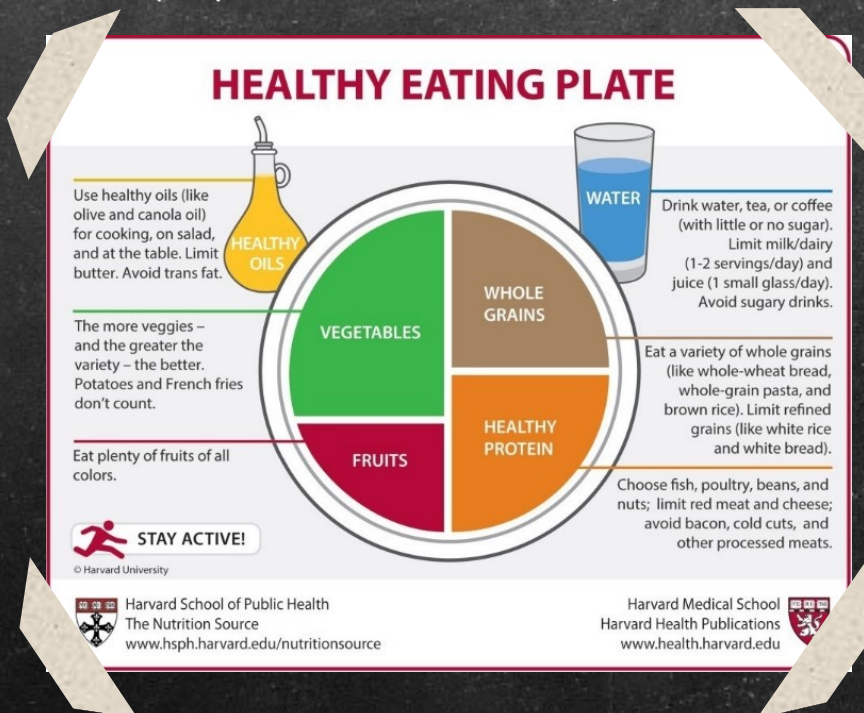 HEALTHY EATING PLATE
Use healthy oils (like
olive and canola oil)
for cooking, on salad,
and at the table. Limit
butter. Avoid trans fat.
HEALTHY
OILS
WATER
Drink water, tea, or coffee
(with little or no sugar).
Limit milk/dairy
(1-2 servings/day) and
juice (1 small glass/day).
Avoid sugary drinks.
The more veggies –
and the greater the
variety – the better.
Potatoes and French fries
don't count.
VEGETABLES
WHOLE
GRAINS
Eat a variety of whole grains
(like whole-wheat bread,
whole-grain pasta, and
brown rice). Limit refined
grains (like white rice
and white bread).
Eat plenty of fruits of all
colors.
FRUITS
HEALTHY
PROTEIN
Choose fish, poultry, beans, and
nuts; limit red meat and cheese;
avoid bacon, cold cuts, and
other processed meats.
STAY ACTIVE!
© Harvard University
Harvard School of Public Health
The Nutrition Source
www.hsph.harvard.edu/nutritionsource
Harvard Medical School
Harvard Health Publications
www.health.harvard.edu